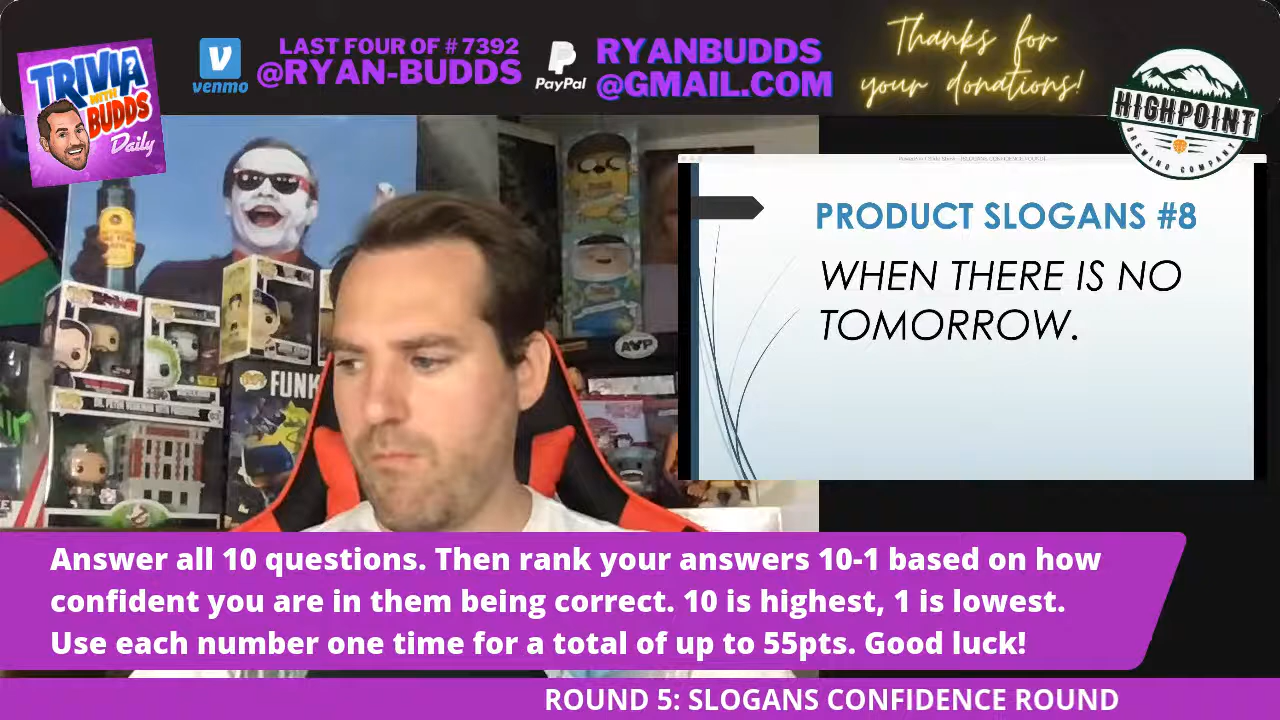 TRIVIA
WITH
BUDDS
Daily
venmo
LAST FOUR OF # 7392
@RYAN-BUDDS
PayPal
RYANBUDDS
@GMAIL.COM
Thanks for
your donations!
HIGHPOINT
BREWING COMPANY
PRODUCT SLOGANS #8
WHEN THERE IS NO
TOMORROW.
AVP
FUNK
Answer all 10 questions. Then rank your answers 10-1 based on how
confident you are in them being correct. 10 is highest, 1 is lowest.
Use each number one time for a total of up to 55pts. Good luck!
ROUND 5: SLOGANS CONFIDENCE ROUND